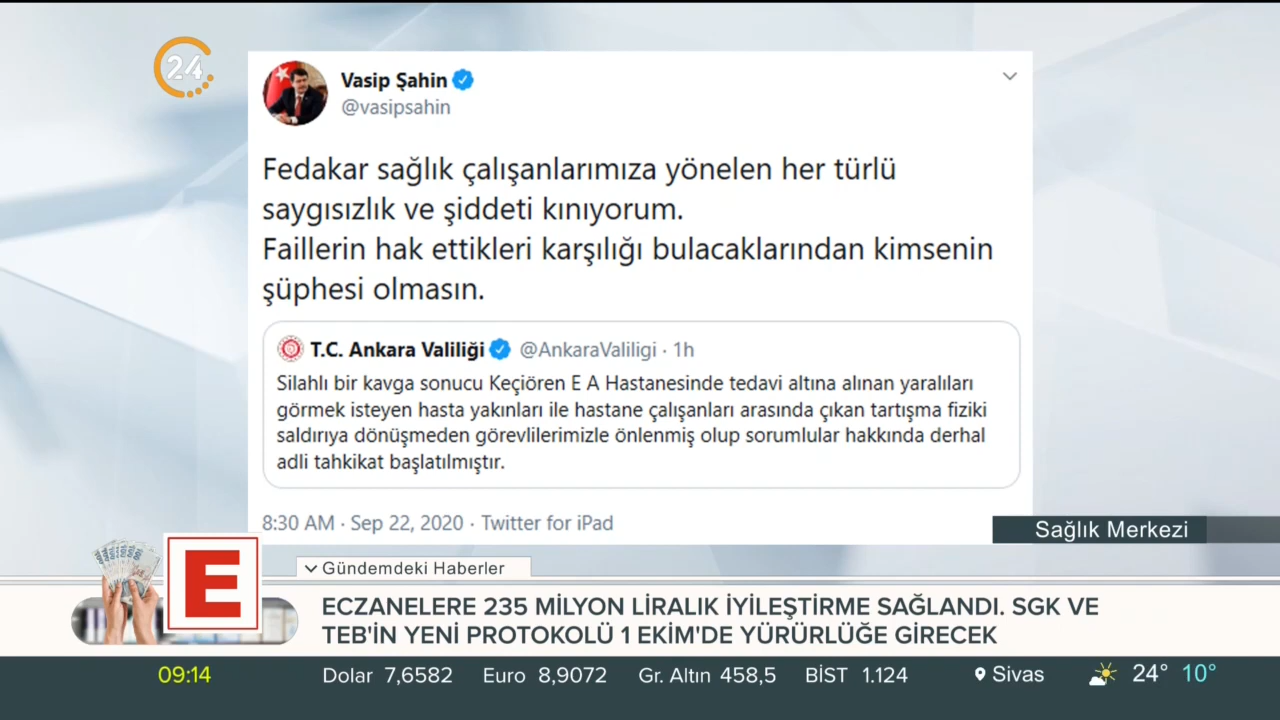 24
Vasip Şahin
@vasipsahin
Fedakar sağlık çalışanlarımıza yönelen her türlü
saygısızlık ve şiddeti kınıyorum.
Faillerin hak ettikleri karşılığı bulacaklarından kimsenin
şüphesi olmasın.
T.C. Ankara Valiliği @AnkaraValiligi · 1h
Silahlı bir kavga sonucu Keçiören E A Hastanesinde tedavi altına alınan yaralıları
görmek isteyen hasta yakınları ile hastane çalışanları arasında çıkan tartışma fiziki
saldırıya dönüşmeden görevlilerimizle önlenmiş olup sorumlular hakkında derhal
adli tahkikat başlatılmıştır.
8:30 AM · Sep 22, 2020 · Twitter for iPad
Sağlık Merkezi
Gündemdeki Haberler
E
ECZANELERE 235 MİLYON LİRALIK İYİLEŞTİRME SAĞLANDI. SGK VE
TEB'İN YENİ PROTOKOLÜ 1 EKİM'DE YÜRÜRLÜĞE GİRECEK
09:14 Dolar 7,6582 Euro 8,9072 Gr. Altın 458,5 BİST 1.124 Sivas 24° 10°